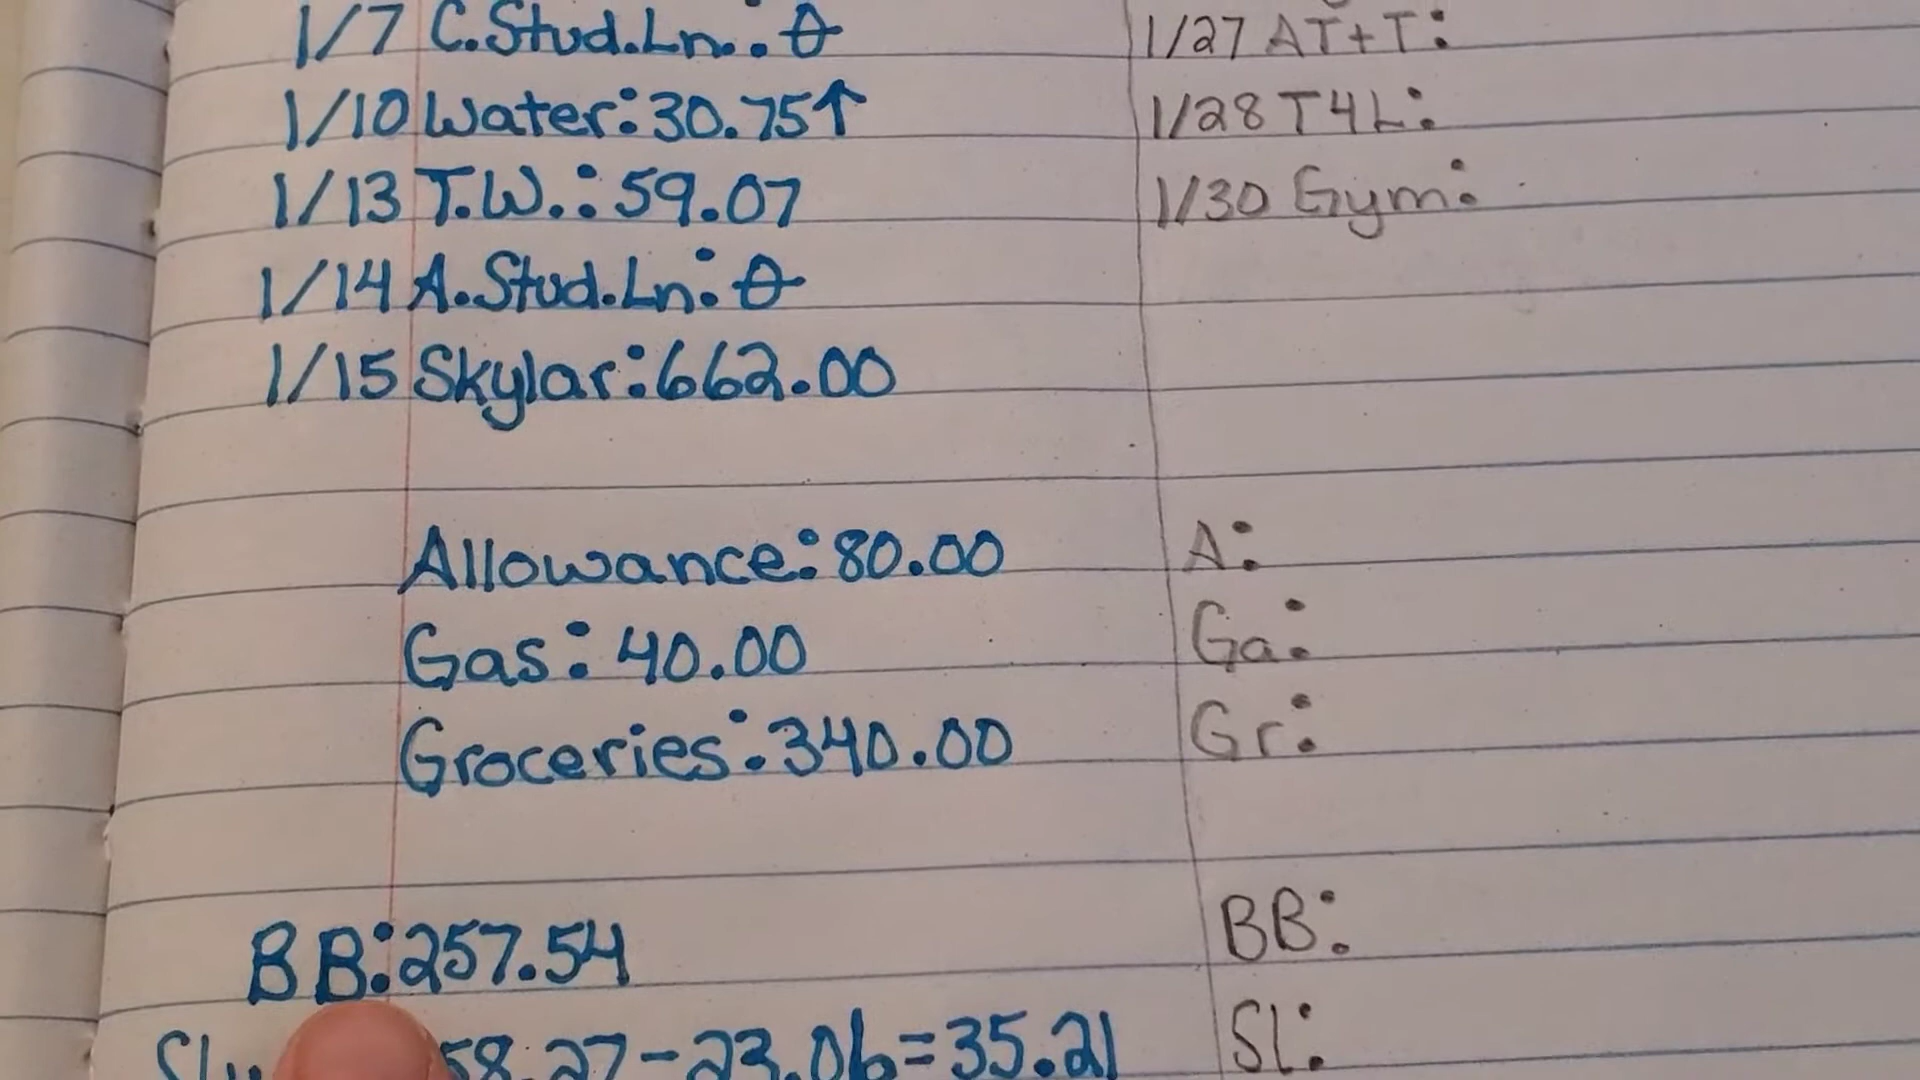 1/7 C.Stud.Ln.: 0
1/10 Water: 30.75↑
1/13 T.W.: 59.07
1/14 A.Stud.Ln: 0
1/15 Skylar: 662.00
Allowance: 80.00
Gas: 40.00
Groceries: 340.00
BB: 257.54
58.27-23.06=35.21
1/27 AT+T:
1/28 T4L:
1/30 Gym:
A:
Ga:
Gr:
BB:
Sl: